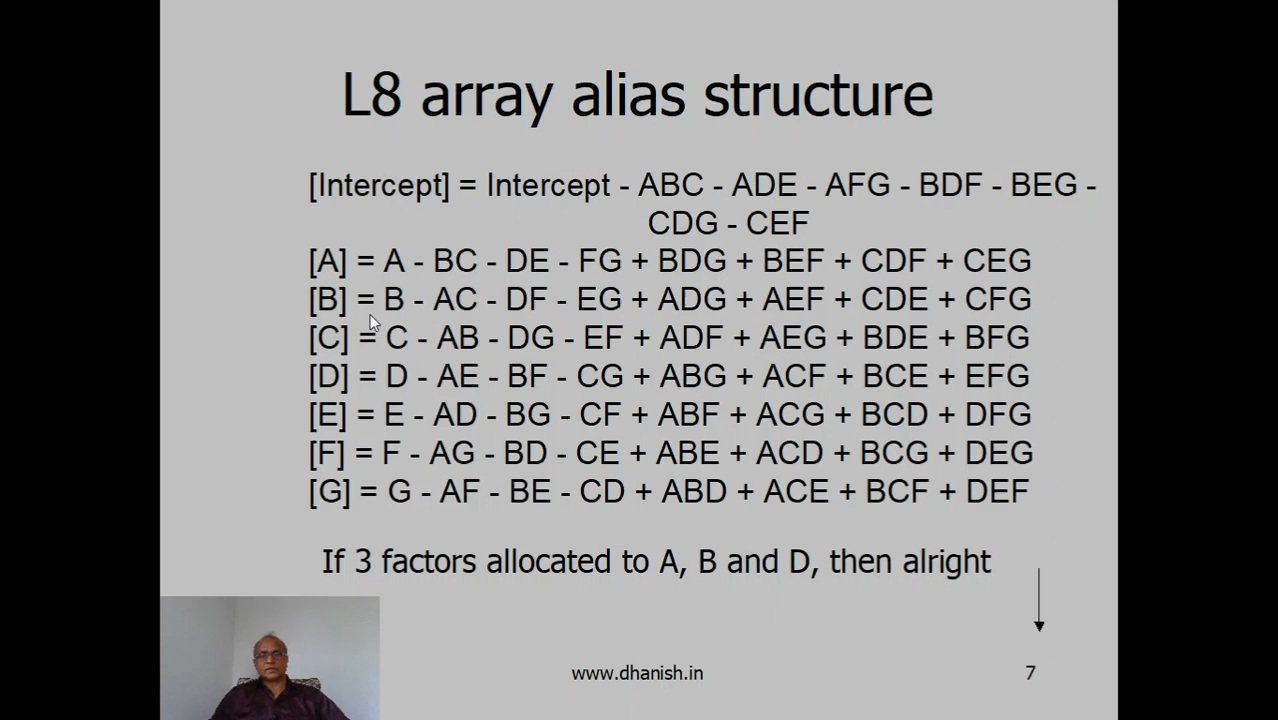 L8 array alias structure
[Intercept] = Intercept - ABC - ADE - AFG - BDF - BEG -
CDG - CEF
[A] = A - BC - DE - FG + BDG + BEF + CDF + CEG
[B] = B - AC - DF - EG + ADG + AEF + CDE + CFG
[C] = C - AB - DG - EF + ADF + AEG + BDE + BFG
[D] = D - AE - BF - CG + ABG + ACF + BCE + EFG
[E] = E - AD - BG - CF + ABF + ACG + BCD + DFG
[F] = F - AG - BD - CE + ABE + ACD + BCG + DEG
[G] = G - AF - BE - CD + ABD + ACE + BCF + DEF
If 3 factors allocated to A, B and D, then alright
www.dhanish.in
7